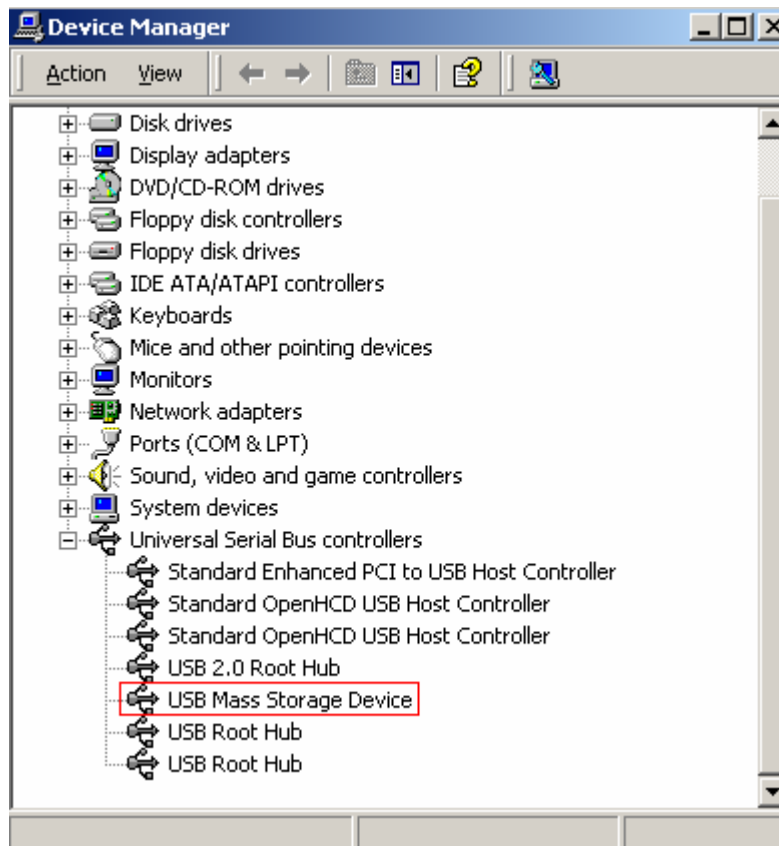 Device Manager
Action View
Disk drives
Display adapters
DVD/CD-ROM drives
Floppy disk controllers
Floppy disk drives
IDE ATA/ATAPI controllers
Keyboards
Mice and other pointing devices
Monitors
Network adapters
Ports (COM & LPT)
Sound, video and game controllers
System devices
Universal Serial Bus controllers
Standard Enhanced PCI to USB Host Controller
Standard OpenHCD USB Host Controller
Standard OpenHCD USB Host Controller
USB 2.0 Root Hub
USB Mass Storage Device
USB Root Hub
USB Root Hub